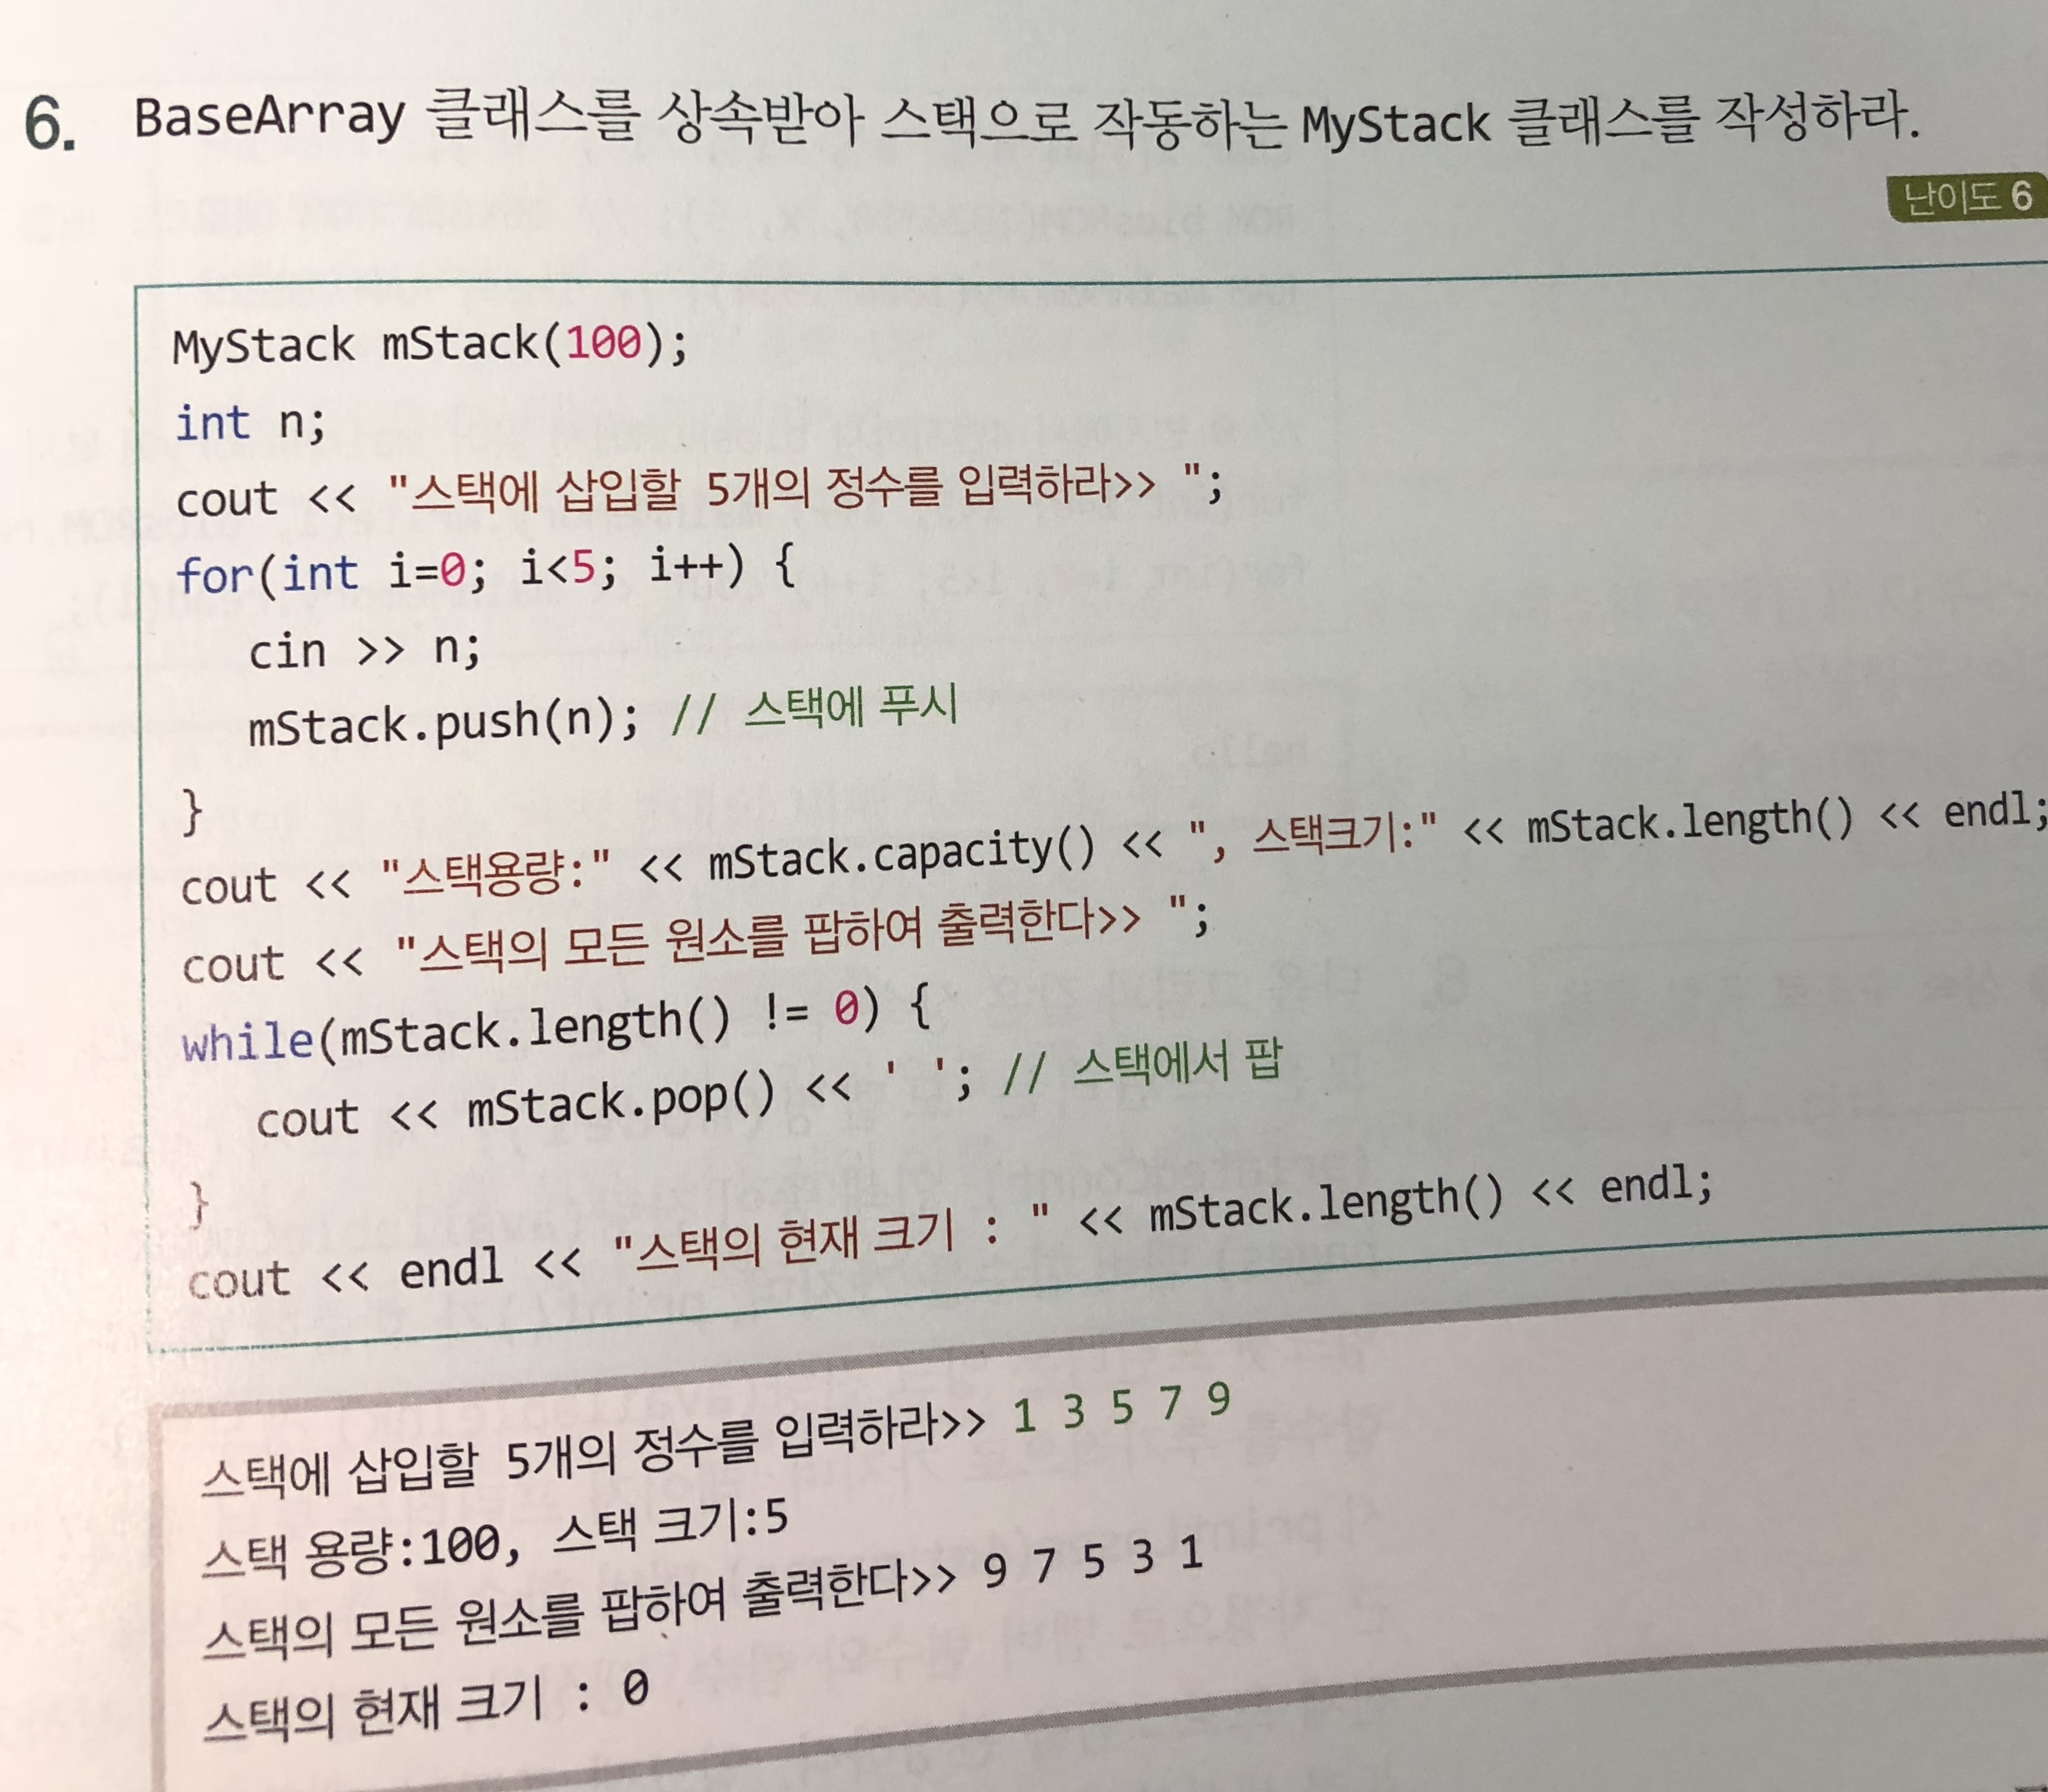 6. BaseArray 클래스를 상속받아 스택으로 작동하는 MyStack 클래스를 작성하라.
난이도 6
MyStack mStack(100);
int n;
cout << "스택에 삽입할 5개의 정수를 입력하라>> ";
for(int i=0; i<5; i++) {
cin >> n;
mStack.push(n); // 스택에 푸시
}
cout << "스택용량:" << mStack.capacity() << ", 스택크기:" << mStack.length() << endl;
cout << "스택의 모든 원소를 팝하여 출력한다>> ";
while(mStack.length() != 0) {
cout << mStack.pop() << ' '; // 스택에서 팝
}
cout << endl << "스택의 현재 크기 : " << mStack.length() << endl;
스택에 삽입할 5개의 정수를 입력하라>> 1 3 5 7 9
스택 용량:100, 스택 크기:5
스택의 모든 원소를 팝하여 출력한다>> 9 7 5 3 1
스택의 현재 크기 : 0